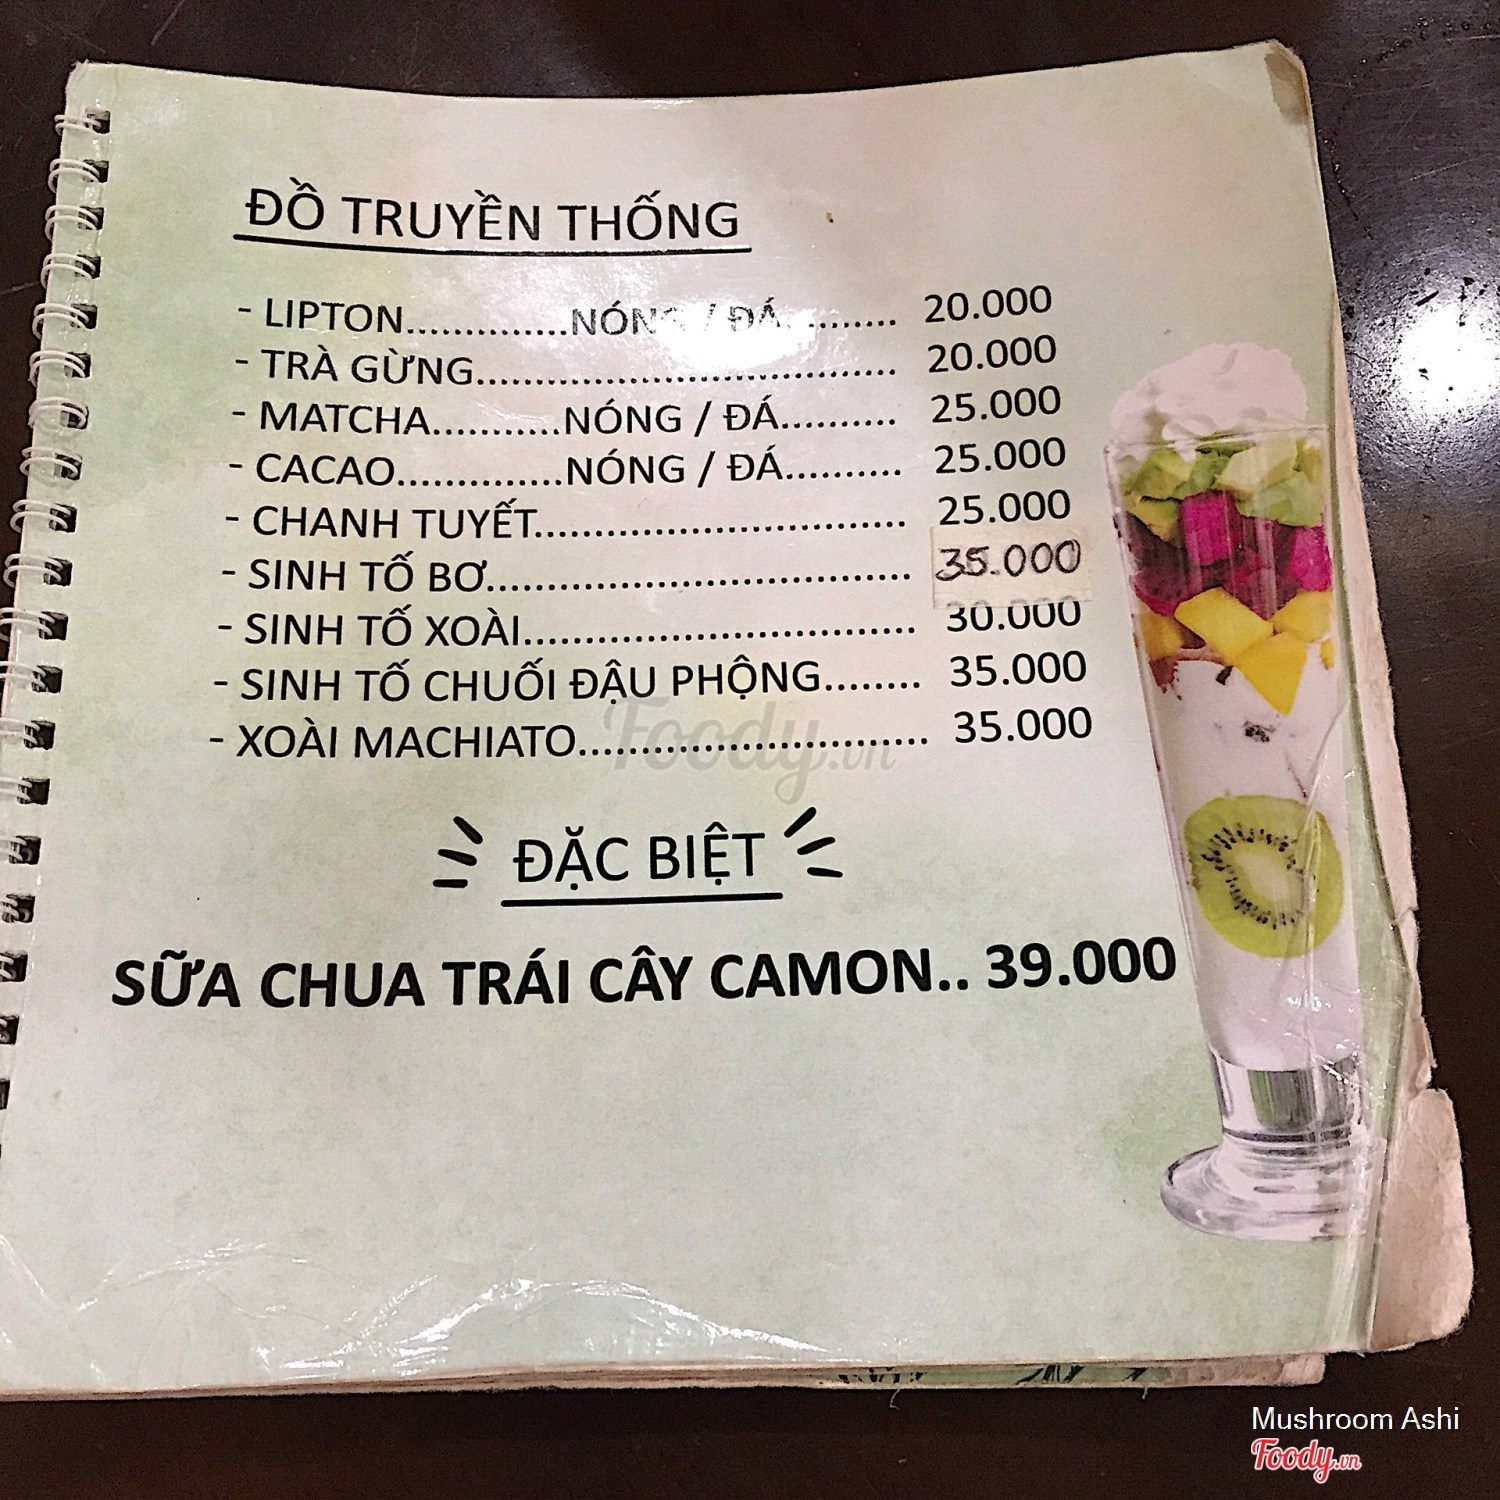 ĐỒ TRUYỀN THỐNG
- LIPTON..............NÓNG / ĐÁ.......... 20.000
- TRÀ GỪNG.................................... 20.000
- MATCHA...........NÓNG / ĐÁ.......... 25.000
- CACAO..............NÓNG / ĐÁ.......... 25.000
- CHANH TUYẾT................................ 25.000
- SINH TỐ BƠ.................................... 35.000
- SINH TỐ XOÀI................................. 30.000
- SINH TỐ CHUỐI ĐẬU PHỘNG........ 35.000
- XOÀI MACHIATO............................. 35.000
ĐẶC BIỆT
SỮA CHUA TRÁI CÂY CAMON.. 39.000
Foody.vn
Mushroom Ashi
Foody.vn